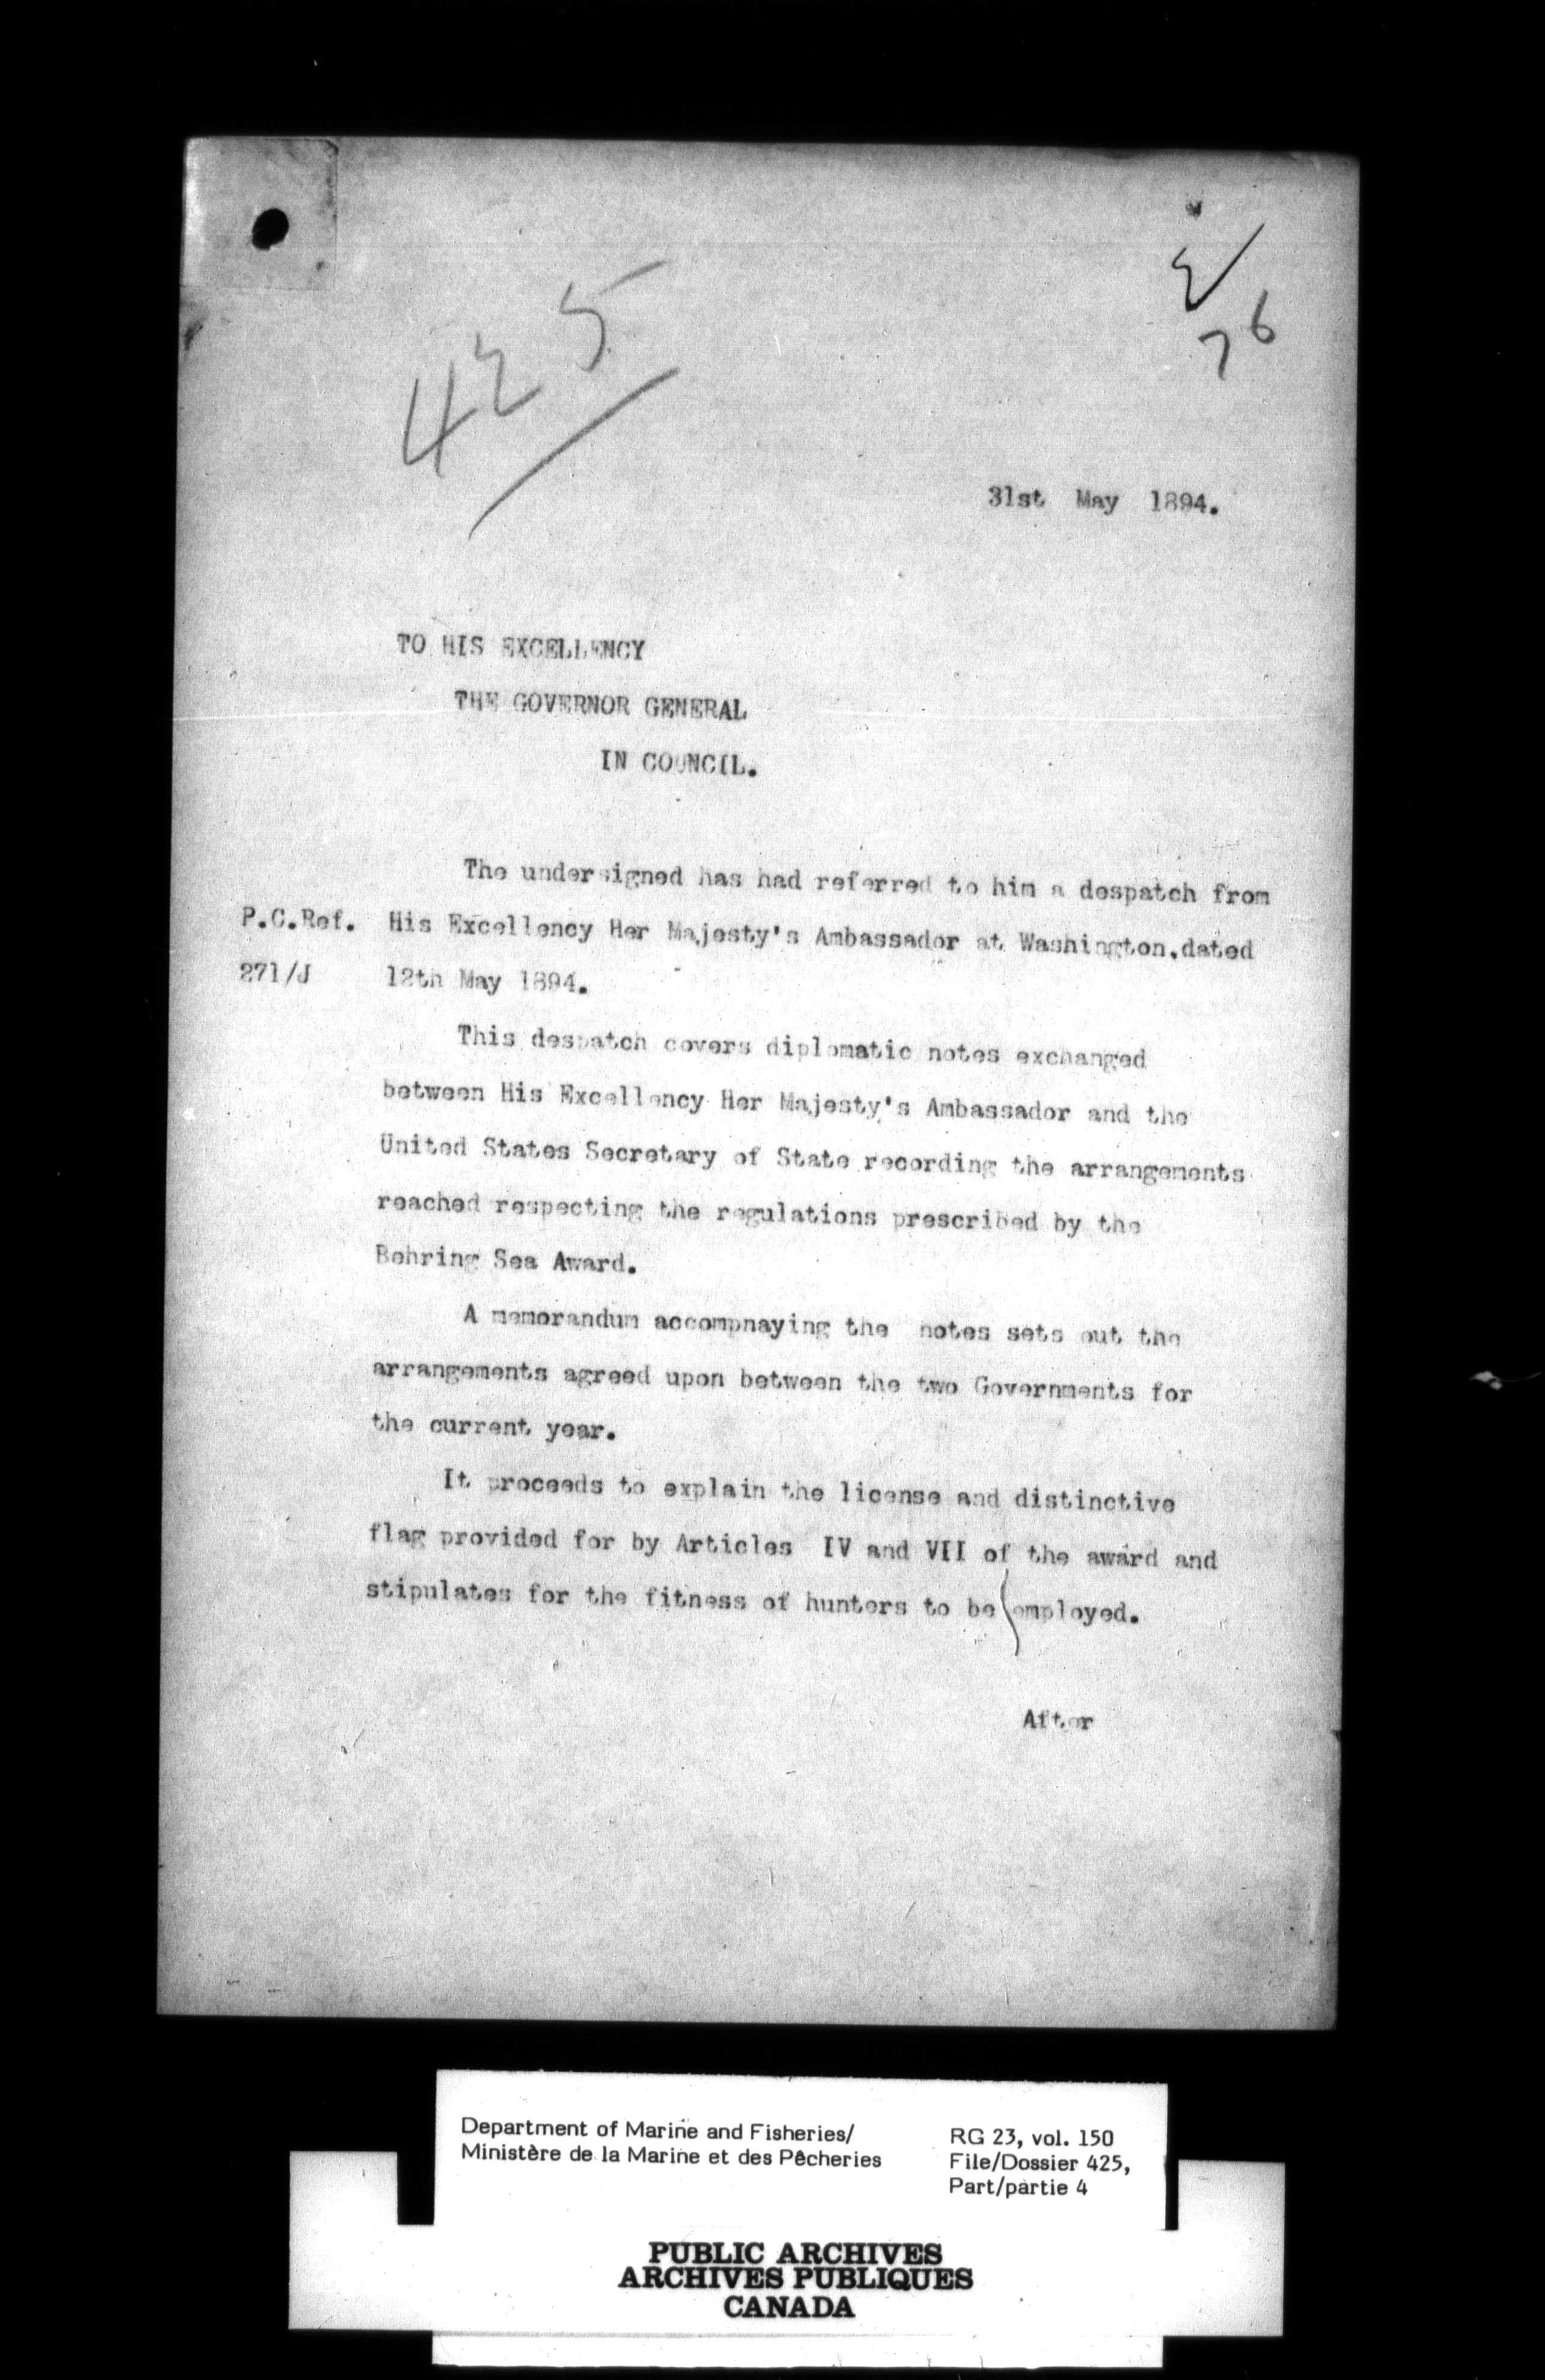 425
76
31st May 1894.
TO HIS EXCELLENCY
THE GOVERNOR GENERAL
IN COUNCIL.
The undersigned has had referred to him a despatch from
P.C.Ref. His Excellency Her Majesty's Ambassador at Washington,dated
271/J 12th May 1894.
This despatch covers diplomatic notes exchanged
between His Excellency Her Majesty's Ambassador and the
United States Secretary of State recording the arrangements
reached respecting the regulations prescribed by the
Behring Sea Award.
A memorandum accompnaying the notes sets out the
arrangements agreed upon between the two Governments for
the current year.
It proceeds to explain the license and distinctive
flag provided for by Articles IV and VII of the award and
stipulates for the fitness of hunters to be employed.
After
Department of Marine and Fisheries/
Ministère de la Marine et des Pêcheries
RG 23, vol. 150
File/Dossier 425,
Part/partie 4
PUBLIC ARCHIVES
ARCHIVES PUBLIQUES
CANADA